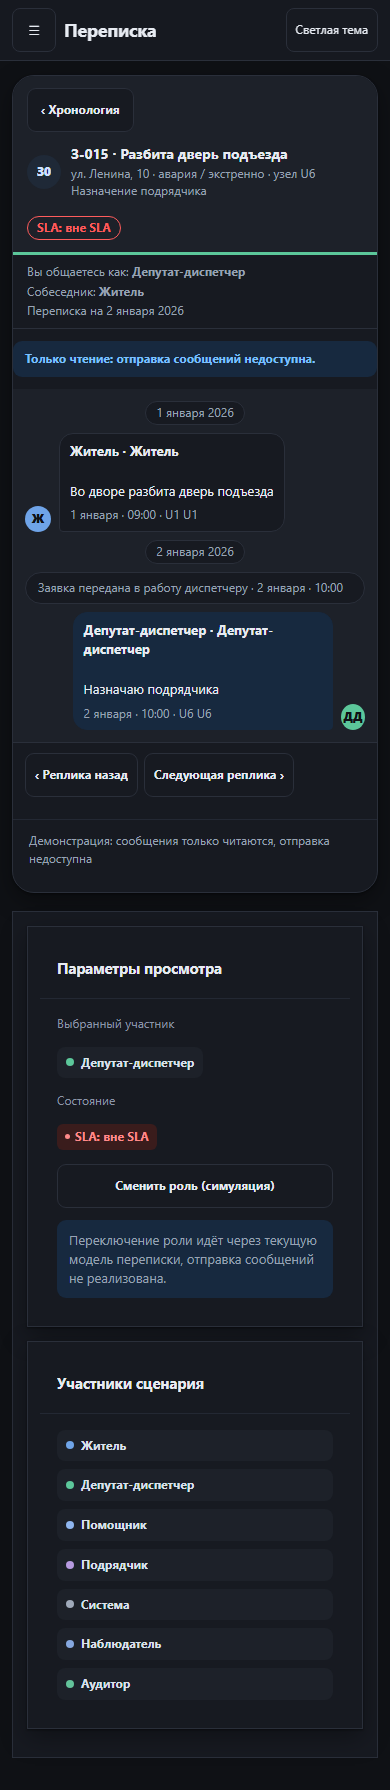 ☰ Переписка Светлая тема
‹ Хронология
ЗО З-015 · Разбита дверь подъезда
ул. Ленина, 10 · авария / экстренно · узел U6
Назначение подрядчика
SLA: вне SLA
Вы общаетесь как: Депутат-диспетчер
Собеседник: Житель
Переписка на 2 января 2026
Только чтение: отправка сообщений недоступна.
1 января 2026
Житель · Житель
Во дворе разбита дверь подъезда
1 января · 09:00 · U1 U1
Ж
2 января 2026
Заявка передана в работу диспетчеру · 2 января · 10:00
Депутат-диспетчер · Депутат-
диспетчер
Назначаю подрядчика
2 января · 10:00 · U6 U6
ДД
‹ Реплика назад Следующая реплика ›
Демонстрация: сообщения только читаются, отправка
недоступна
Параметры просмотра
Выбранный участник
Депутат-диспетчер
Состояние
SLA: вне SLA
Сменить роль (симуляция)
Переключение роли идёт через текущую
модель переписки, отправка сообщений
не реализована.
Участники сценария
Житель
Депутат-диспетчер
Помощник
Подрядчик
Система
Наблюдатель
Аудитор